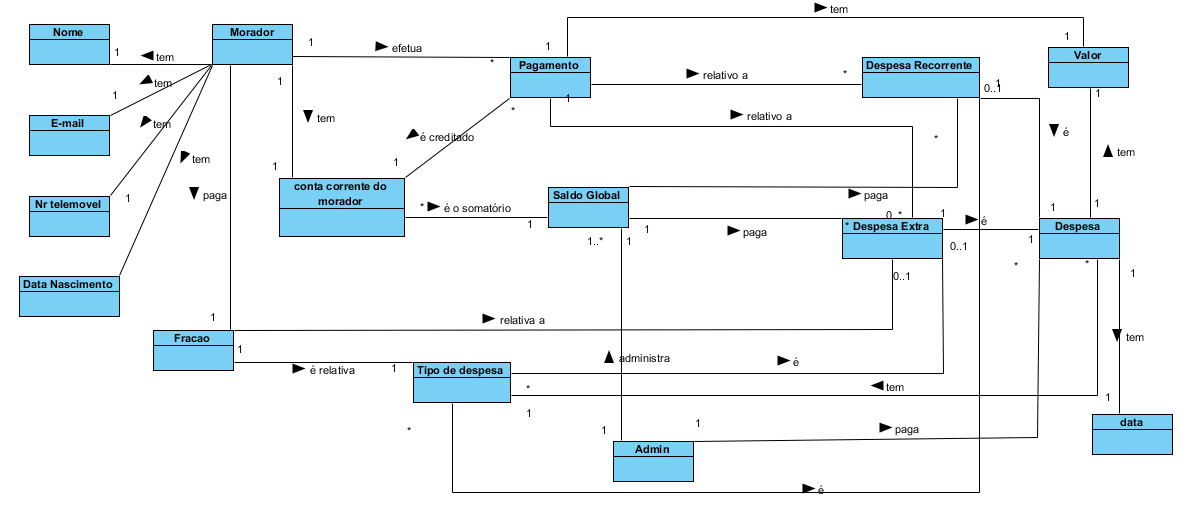 tem
Nome
Morador
1
1
1
1
efetua
Valor
tem
*
Pagamento
relativo a
*
Despesa Recorrente
tem
1
1
0..1
1
1
1
E-mail
tem
tem
*
relativo a
é
é creditado
*
tem
tem
1
1
conta corrente do
morador
Saldo Global
paga
paga
Nr telemovel
1
*
é o somatório
1
1
paga
0..*
*
Despesa Extra
1
é
1
1
1
Despesa
1..*
1
0..1
1
*
*
1
Data Nascimento
0..1
1
relativa a
Fracao
1
é relativa
1
Tipo de despesa
administra
é
tem
*
tem
1
1
data
*
1
1
paga
Admin
é